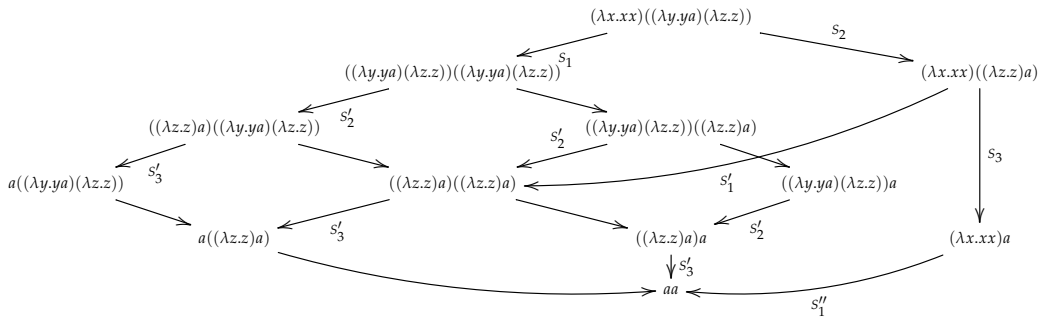 (λx.xx)((λy.ya)(λz.z))
S₁ S₂
((λy.ya)(λz.z))((λy.ya)(λz.z)) (λx.xx)((λz.z)a)
S′₂
((λz.z)a)((λy.ya)(λz.z)) S′₂ ((λy.ya)(λz.z))((λz.z)a)
S′₃ S′₁ S₃
a((λy.ya)(λz.z)) ((λz.z)a)((λz.z)a) ((λy.ya)(λz.z))a
S′₃ S′₂
a((λz.z)a) ((λz.z)a)a (λx.xx)a
S′₃
aa
S″₁